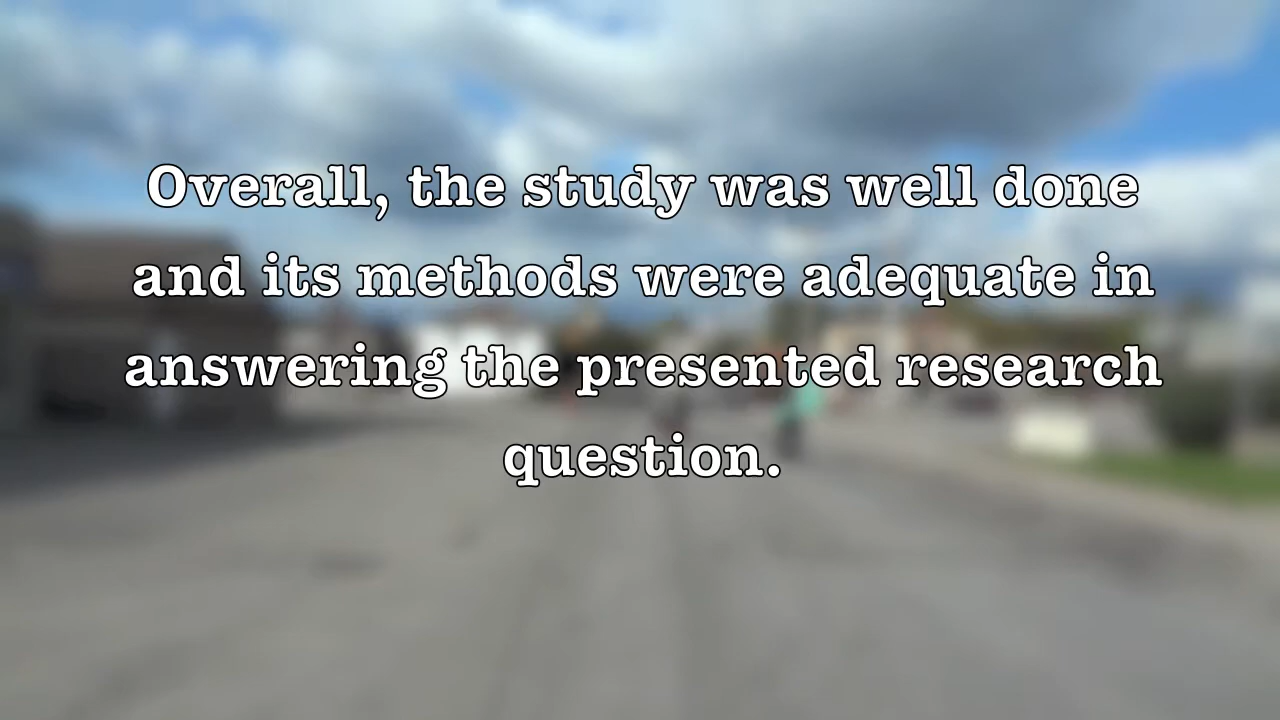 Overall, the study was well done
and its methods were adequate in
answering the presented research
question.